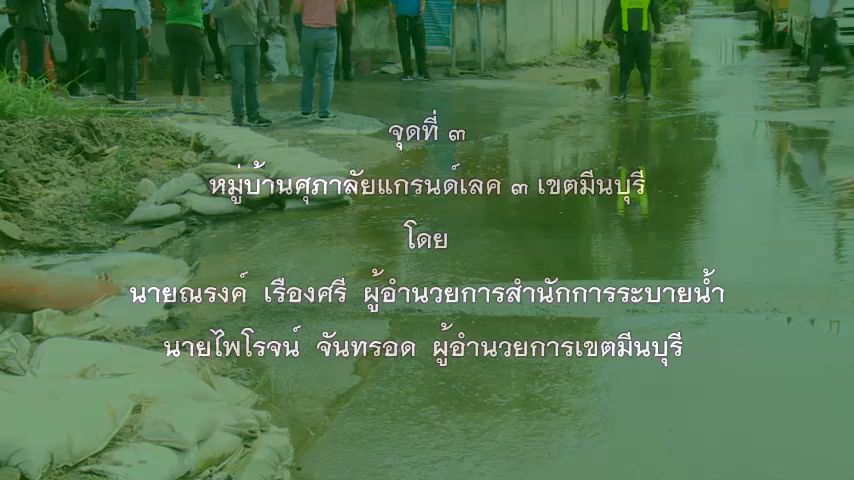 จุดที่ ๓
หมู่บ้านศุภาลัยแกรนด์เลค ๓ เขตมีนบุรี
โดย
นายณรงค์ เรืองศรี ผู้อำนวยการสำนักการระบายน้ำ
นายไพโรจน์ จันทรอด ผู้อำนวยการเขตมีนบุรี